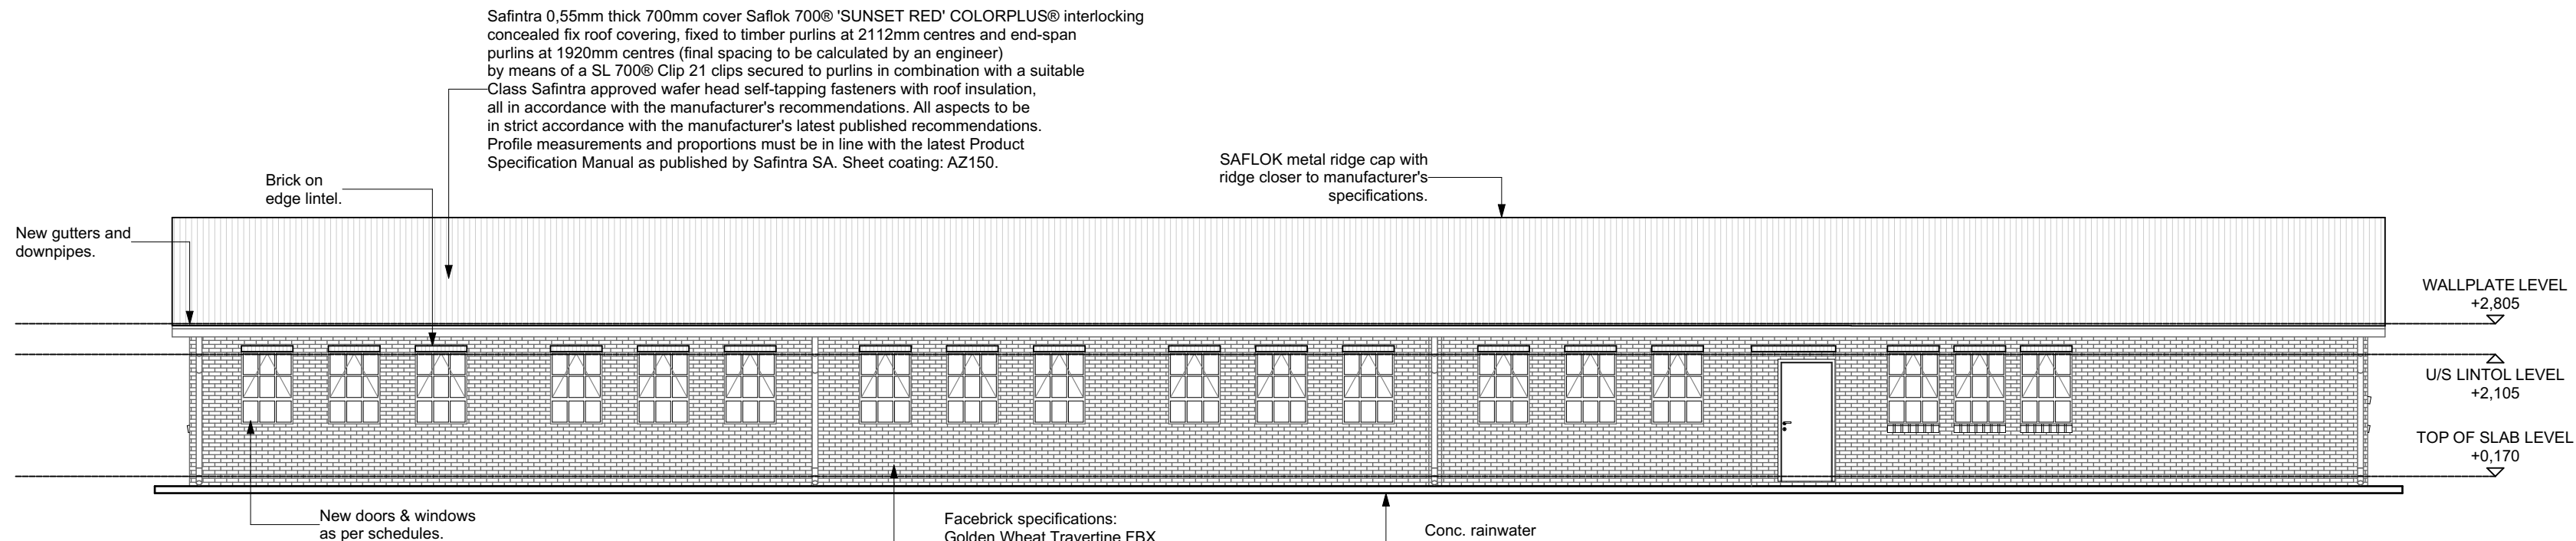 Safintra 0,55mm thick 700mm cover Saflok 700® 'SUNSET RED' COLORPLUS® interlocking
concealed fix roof covering, fixed to timber purlins at 2112mm centres and end-span
purlins at 1920mm centres (final spacing to be calculated by an engineer)
by means of a SL 700® Clip 21 clips secured to purlins in combination with a suitable
Class Safintra approved wafer head self-tapping fasteners with roof insulation,
all in accordance with the manufacturer's recommendations. All aspects to be
in strict accordance with the manufacturer's latest published recommendations.
Profile measurements and proportions must be in line with the latest Product
Specification Manual as published by Safintra SA. Sheet coating: AZ150.
SAFLOK metal ridge cap with
ridge closer to manufacturer's
specifications.
Brick on
edge lintel.
New gutters and
downpipes.
WALLPLATE LEVEL
+2,805
U/S LINTOL LEVEL
+2,105
TOP OF SLAB LEVEL
+0,170
New doors & windows
as per schedules.
Facebrick specifications:
Golden Wheat Travertine FBX
Conc. rainwater